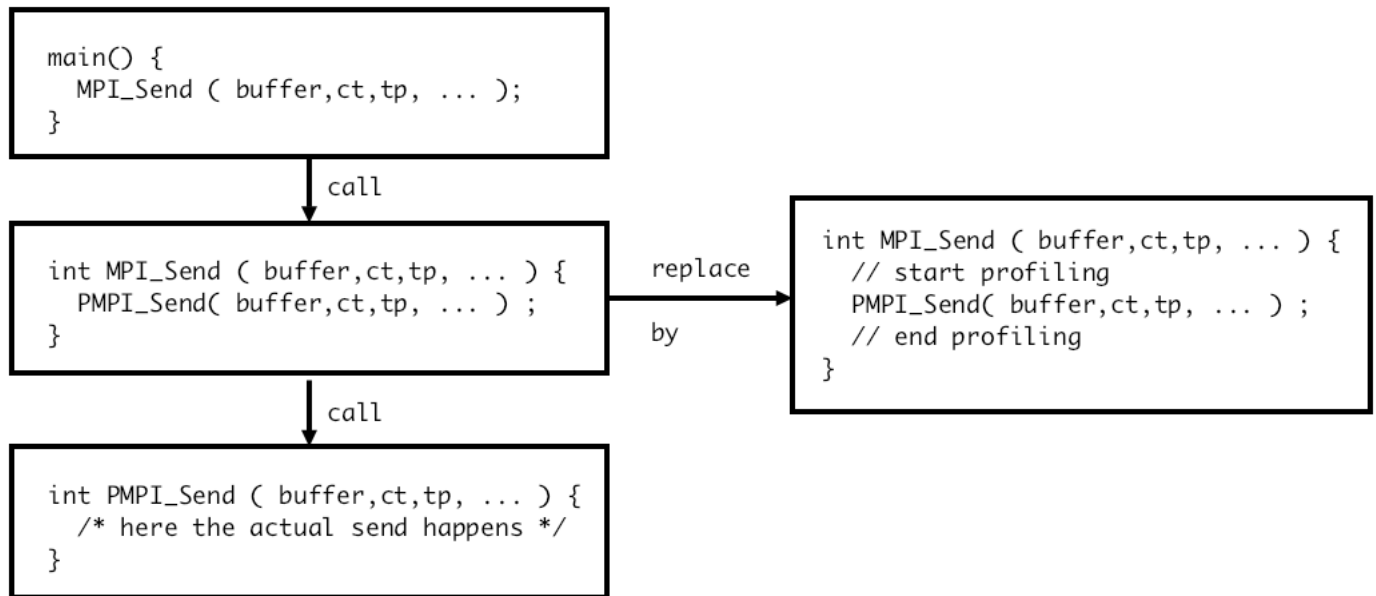 main() {
  MPI_Send ( buffer,ct,tp, ... );
}
call
int MPI_Send ( buffer,ct,tp, ... ) {
  PMPI_Send( buffer,ct,tp, ... ) ;
}
replace
by
int MPI_Send ( buffer,ct,tp, ... ) {
  // start profiling
  PMPI_Send( buffer,ct,tp, ... ) ;
  // end profiling
}
call
int PMPI_Send ( buffer,ct,tp, ... ) {
  /* here the actual send happens */
}